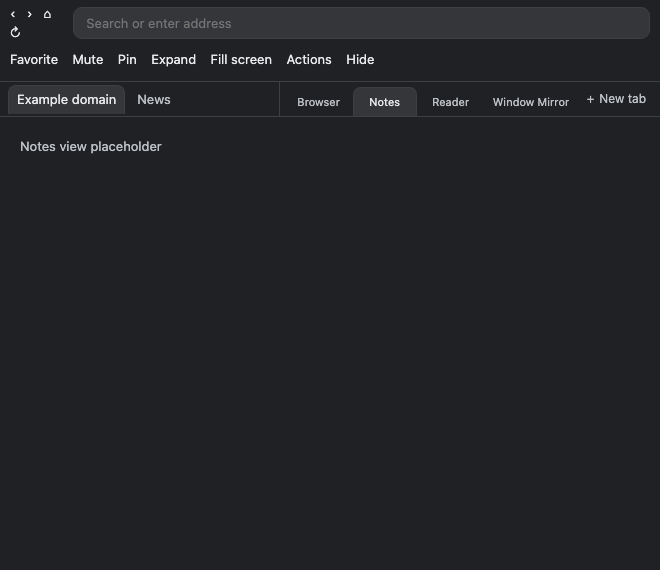 Search or enter address
Favorite Mute Pin Expand Fill screen Actions Hide
Example domain News Browser Notes Reader Window Mirror + New tab
Notes view placeholder